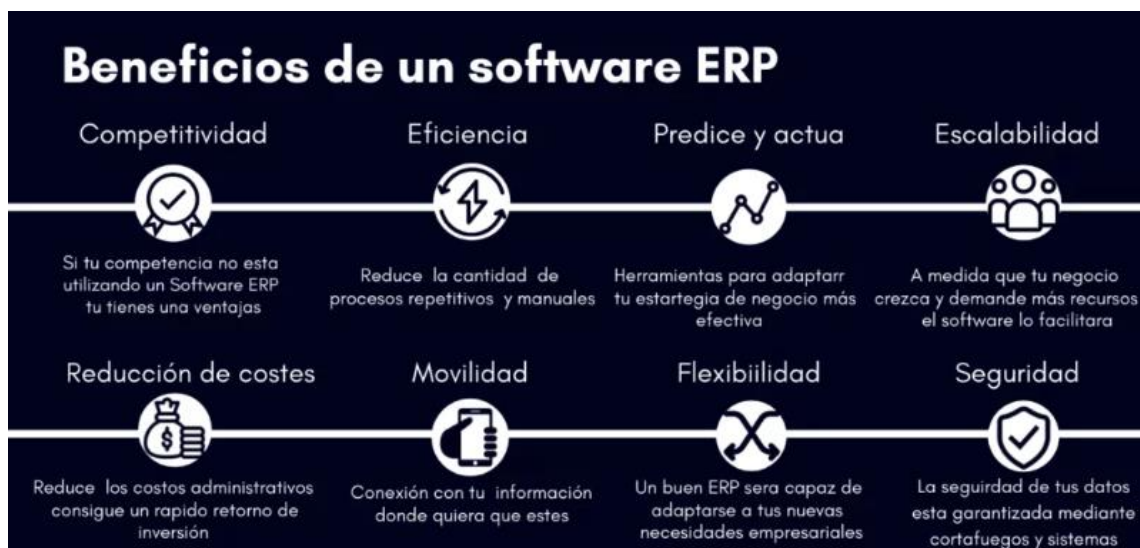 Beneficios de un software ERP
Competitividad
Si tu competencia no esta
utilizando un Software ERP
tu tienes una ventajas
Eficiencia
Reduce la cantidad de
procesos repetitivos y manuales
Predice y actua
Herramientas para adaptarr
tu estartegia de negocio más
efectiva
Escalabilidad
A medida que tu negocio
crezca y demande más recursos
el software lo facilitara
Reducción de costes
$
Reduce los costos administrativos
consigue un rapido retorno de
inversión
Movilidad
Conexión con tu información
donde quiera que estes
Flexibiilidad
Un buen ERP sera capaz de
adaptarse a tus nuevas
necesidades empresariales
Seguridad
La seguirdad de tus datos
esta garantizada mediante
cortafuegos y sistemas